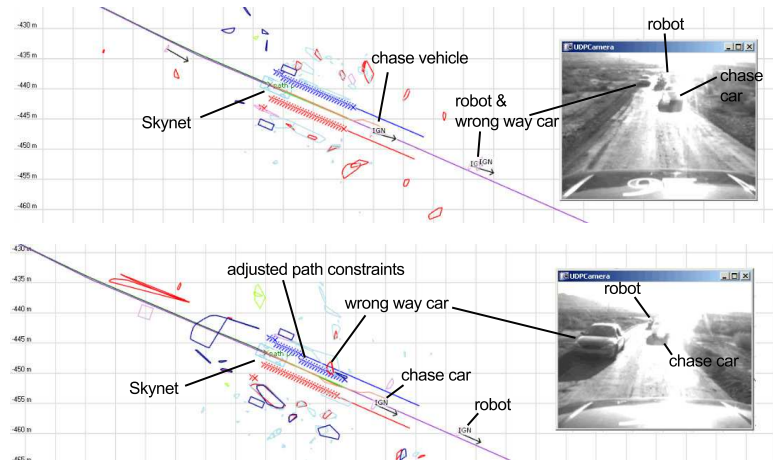 -430 m
-435 m
-440 m
-445 m
-450 m
-455 m
-460 m
Skynet
path
chase vehicle
robot &
wrong way car
IGN
IGN
UDPCamera
robot
chase
car
-435 m
-440 m
-445 m
-450 m
-455 m
-460 m
adjusted path constraints
wrong way car
Skynet
path
chase car
robot
IGN
IGN
UDPCamera
robot
chase car